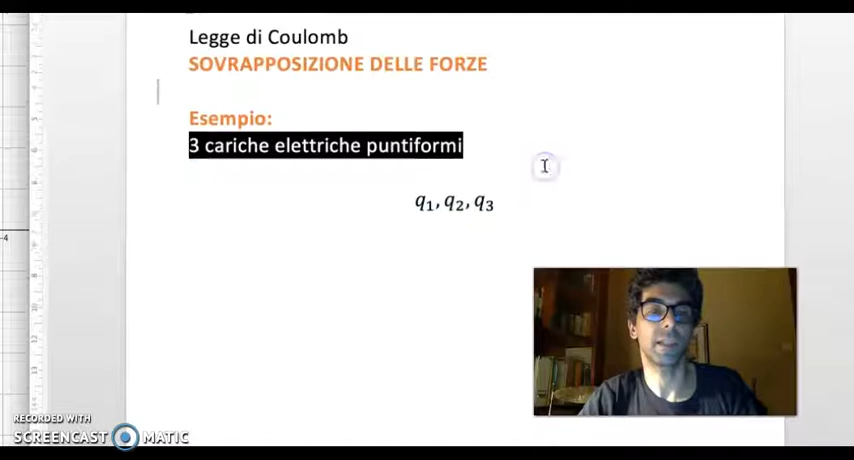 Legge di Coulomb
SOVRAPPOSIZIONE DELLE FORZE
Esempio:
3 cariche elettriche puntiformi
q₁, q₂, q₃
RECORDED WITH
SCREENCAST MATIC